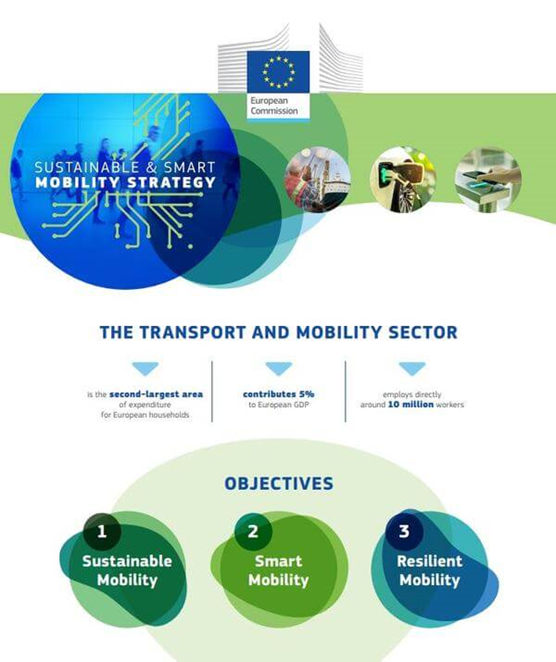 European
Commission
SUSTAINABLE & SMART
MOBILITY STRATEGY
THE TRANSPORT AND MOBILITY SECTOR
is the second-largest area
of expenditure
for European households
contributes 5%
to European GDP
employs directly
around 10 million workers
OBJECTIVES
1
Sustainable
Mobility
2
Smart
Mobility
3
Resilient
Mobility